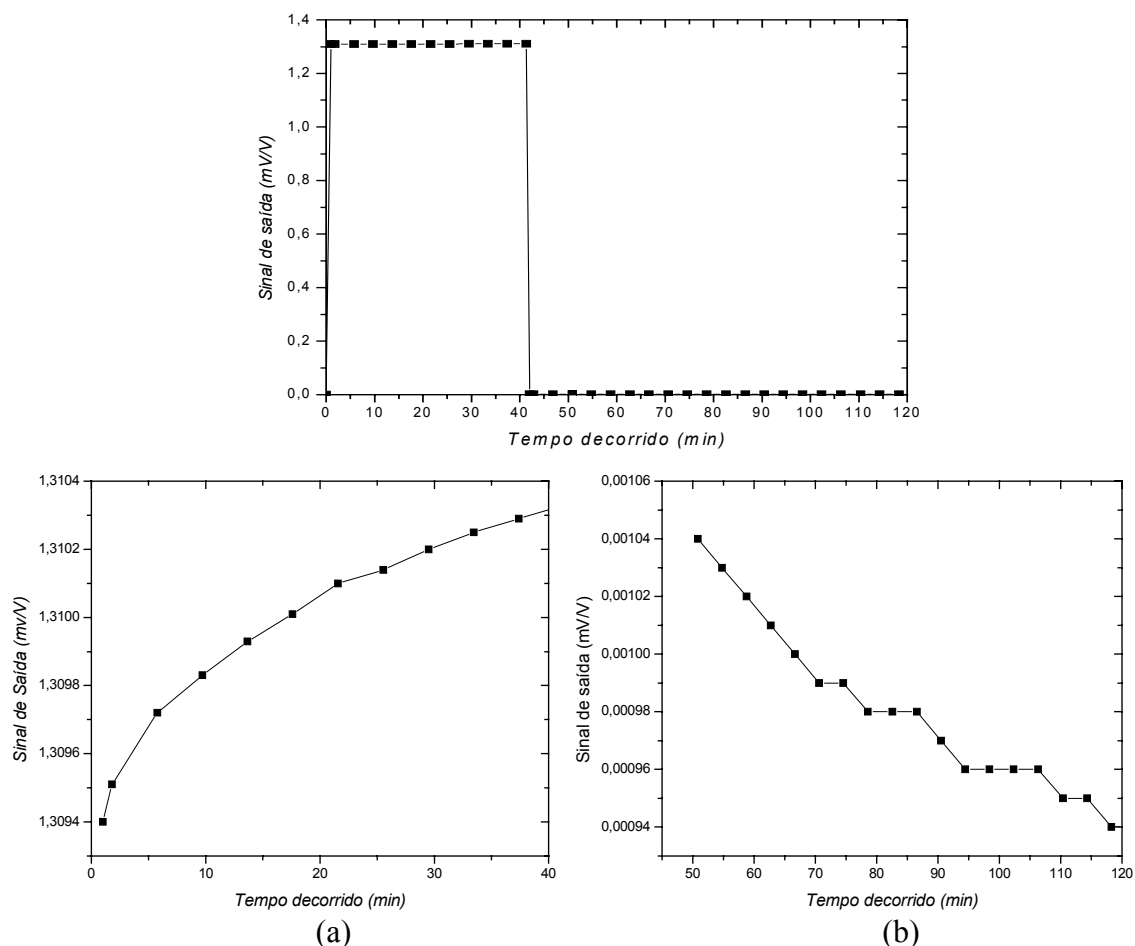 1,4
1,2
1,0
0,8
0,6
0,4
0,2
0,0
Sinal de saída (mV/V)
0 10 20 30 40 50 60 70 80 90 100 110 120
Tempo decorrido (min)
1,3104
1,3102
1,3100
1,3098
1,3096
1,3094
Sinal de Saída (mv/V)
0 10 20 30 40
Tempo decorrido (min)
(a)
0,00106
0,00104
0,00102
0,00100
0,00098
0,00096
0,00094
Sinal de saída (mV/V)
50 60 70 80 90 100 110 120
Tempo decorrido (min)
(b)